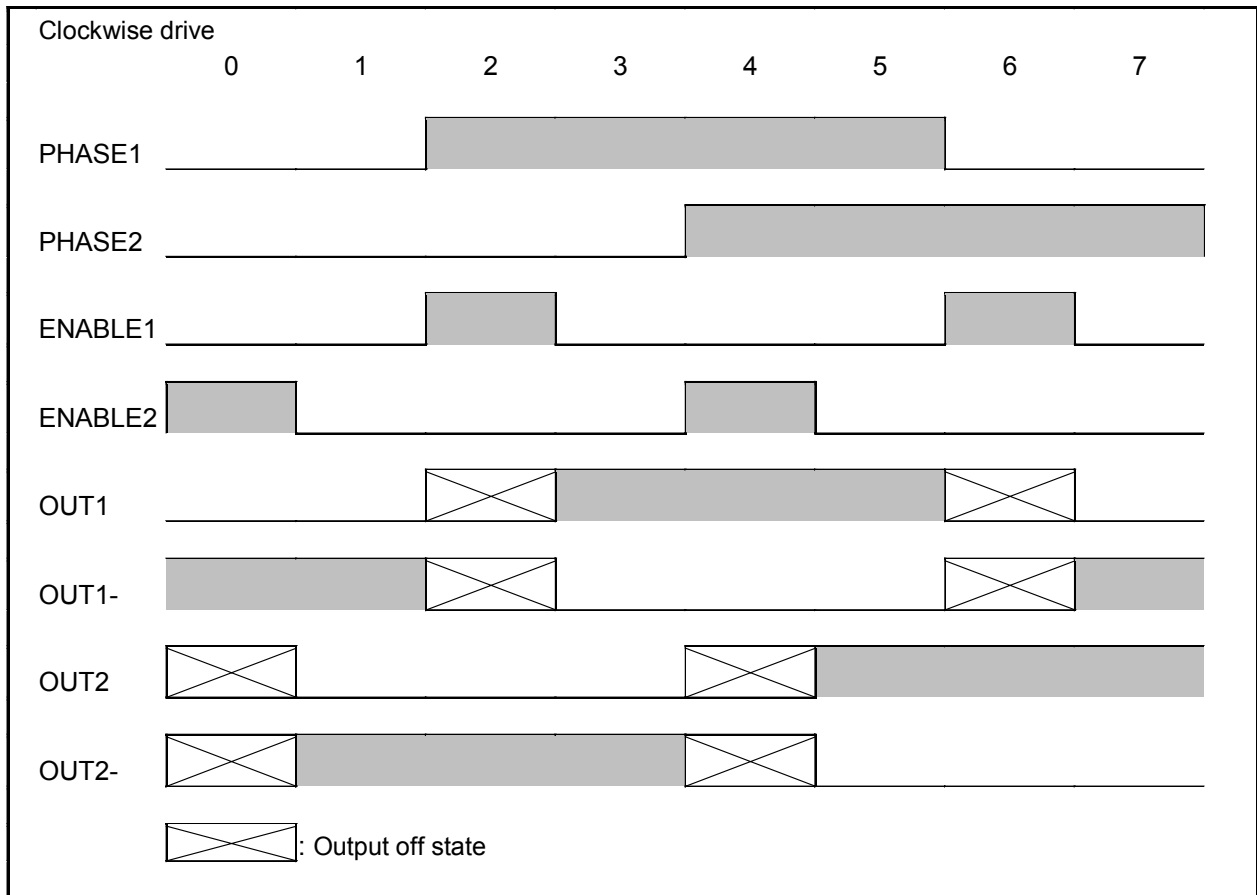 Clockwise drive
0 1 2 3 4 5 6 7
PHASE1
PHASE2
ENABLE1
ENABLE2
OUT1
OUT1-
OUT2
OUT2-
: Output off state